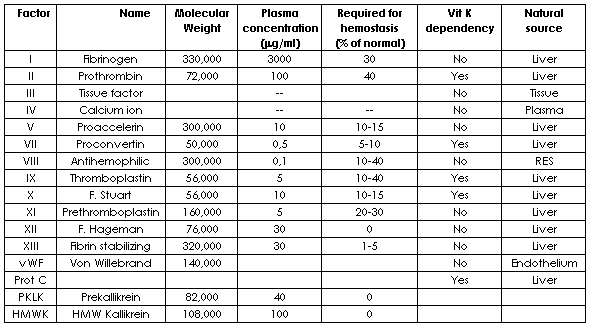 Factor Name Molecular Weight Plasma concentration (µg/ml) Required for hemostasis (% of normal) Vit K dependency Natural source
I Fibrinogen 330,000 3000 30 No Liver
II Prothrombin 72,000 100 40 Yes Liver
III Tissue factor -- No Tissue
IV Calcium ion -- -- No Plasma
V Proaccelerin 300,000 10 10-15 No Liver
VII Proconvertin 50,000 0,5 5-10 Yes Liver
VIII Antihemophilic 300,000 0,1 10-40 No RES
IX Thromboplastin 56,000 5 10-40 Yes Liver
X F. Stuart 56,000 10 10-15 Yes Liver
XI Prethromboplastin 160,000 5 20-30 No Liver
XII F. Hageman 76,000 30 0 No Liver
XIII Fibrin stabilizing 320,000 30 1-5 No Liver
vWF Von Willebrand 140,000 No Endothelium
Prot C Yes Liver
PKLK Prekallikrein 82,000 40 0
HMWK HMW Kallikrein 108,000 100 0